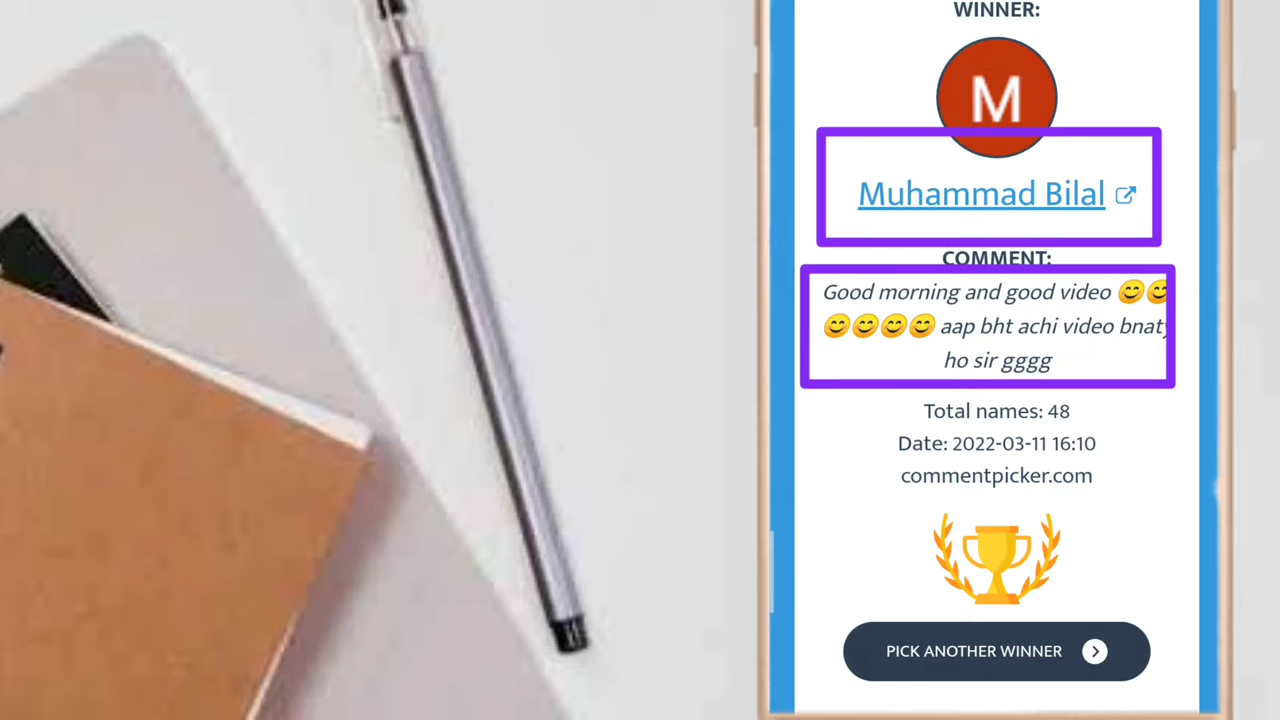 WINNER:
M
Muhammad Bilal
COMMENT:
Good morning and good video 😊😊
😊😊😊😊 aap bht achi video bnaty
ho sir gggg
Total names: 48
Date: 2022-03-11 16:10
commentpicker.com
PICK ANOTHER WINNER